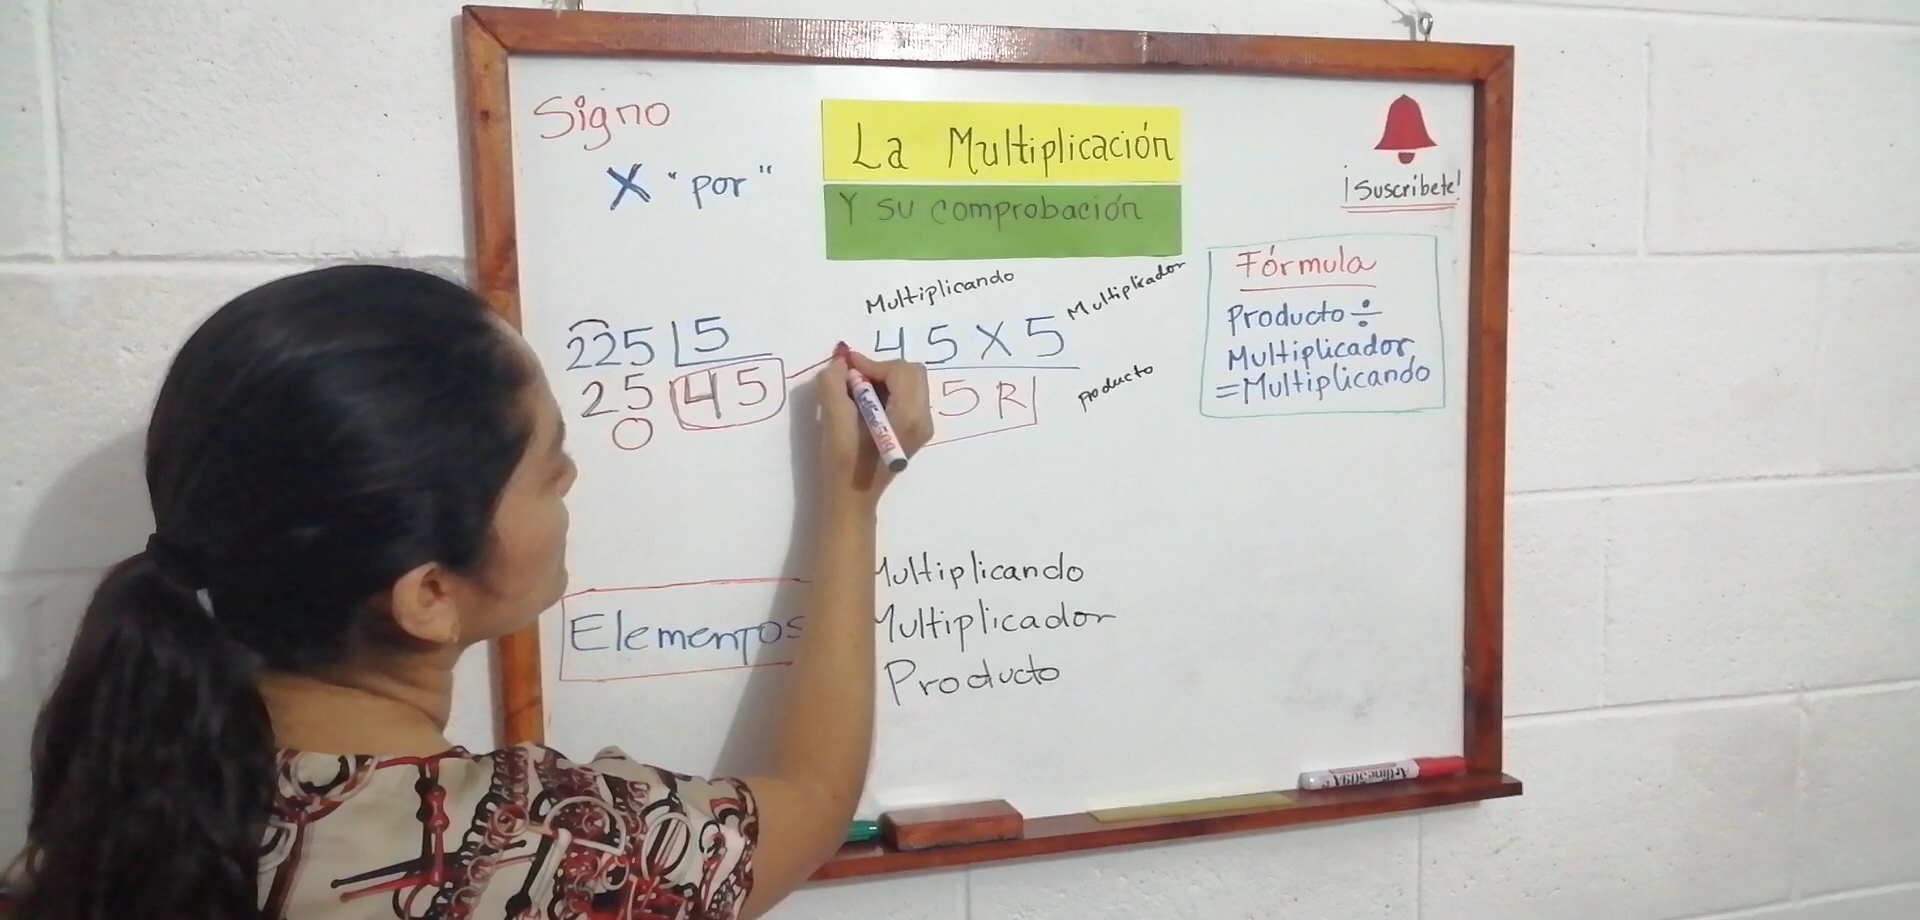 Signo
X "por"
La Multiplicación
Y su comprobación
¡Suscribete!
Fórmula
Producto ÷
Multiplicador
=Multiplicando
Multiplicando
Multiplicador
225 5
25 45
0
45 X 5
5 R
Producto
Elementos
Multiplicando
Multiplicador
Producto